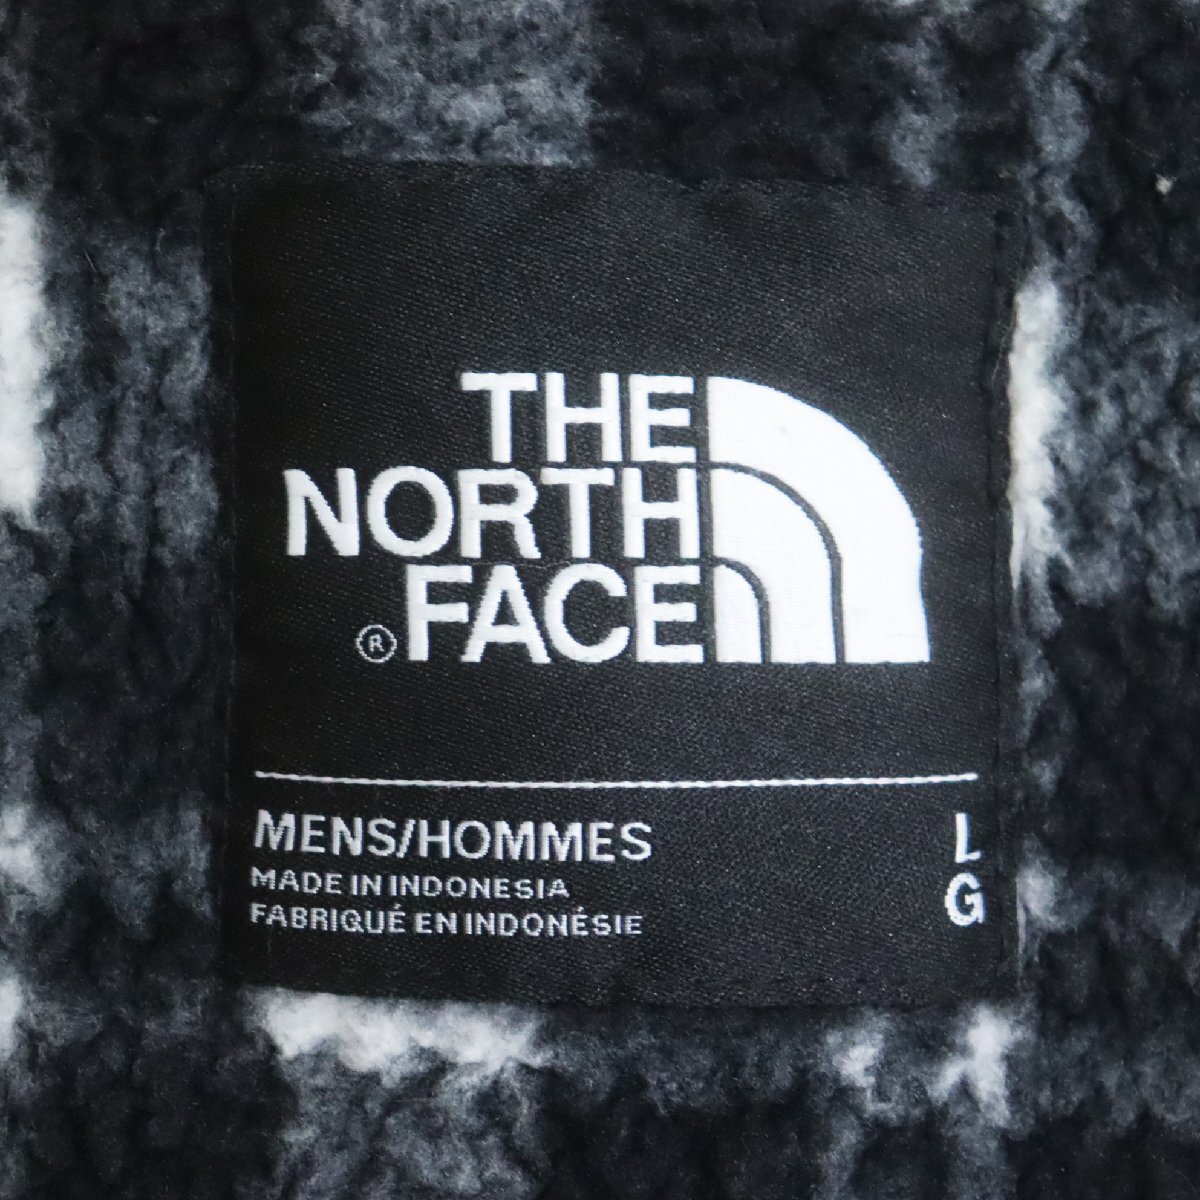 THE
NORTH
® FACE
MENS/HOMMES L
MADE IN INDONESIA
FABRIQUÉ EN INDONÉSIE G